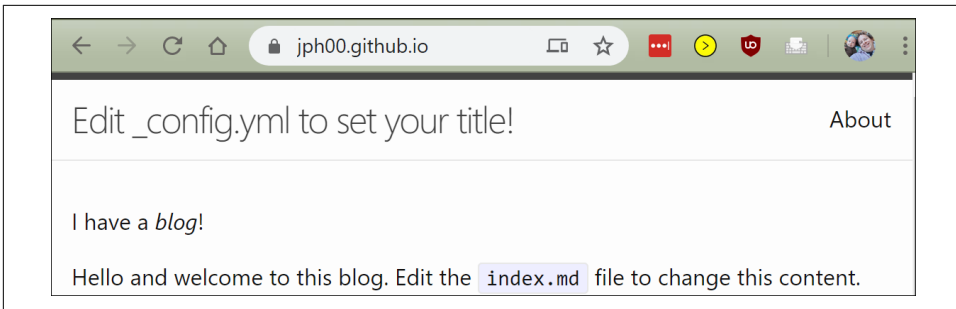 jph00.github.io
Edit _config.yml to set your title!
About
I have a blog!
Hello and welcome to this blog. Edit the index.md file to change this content.